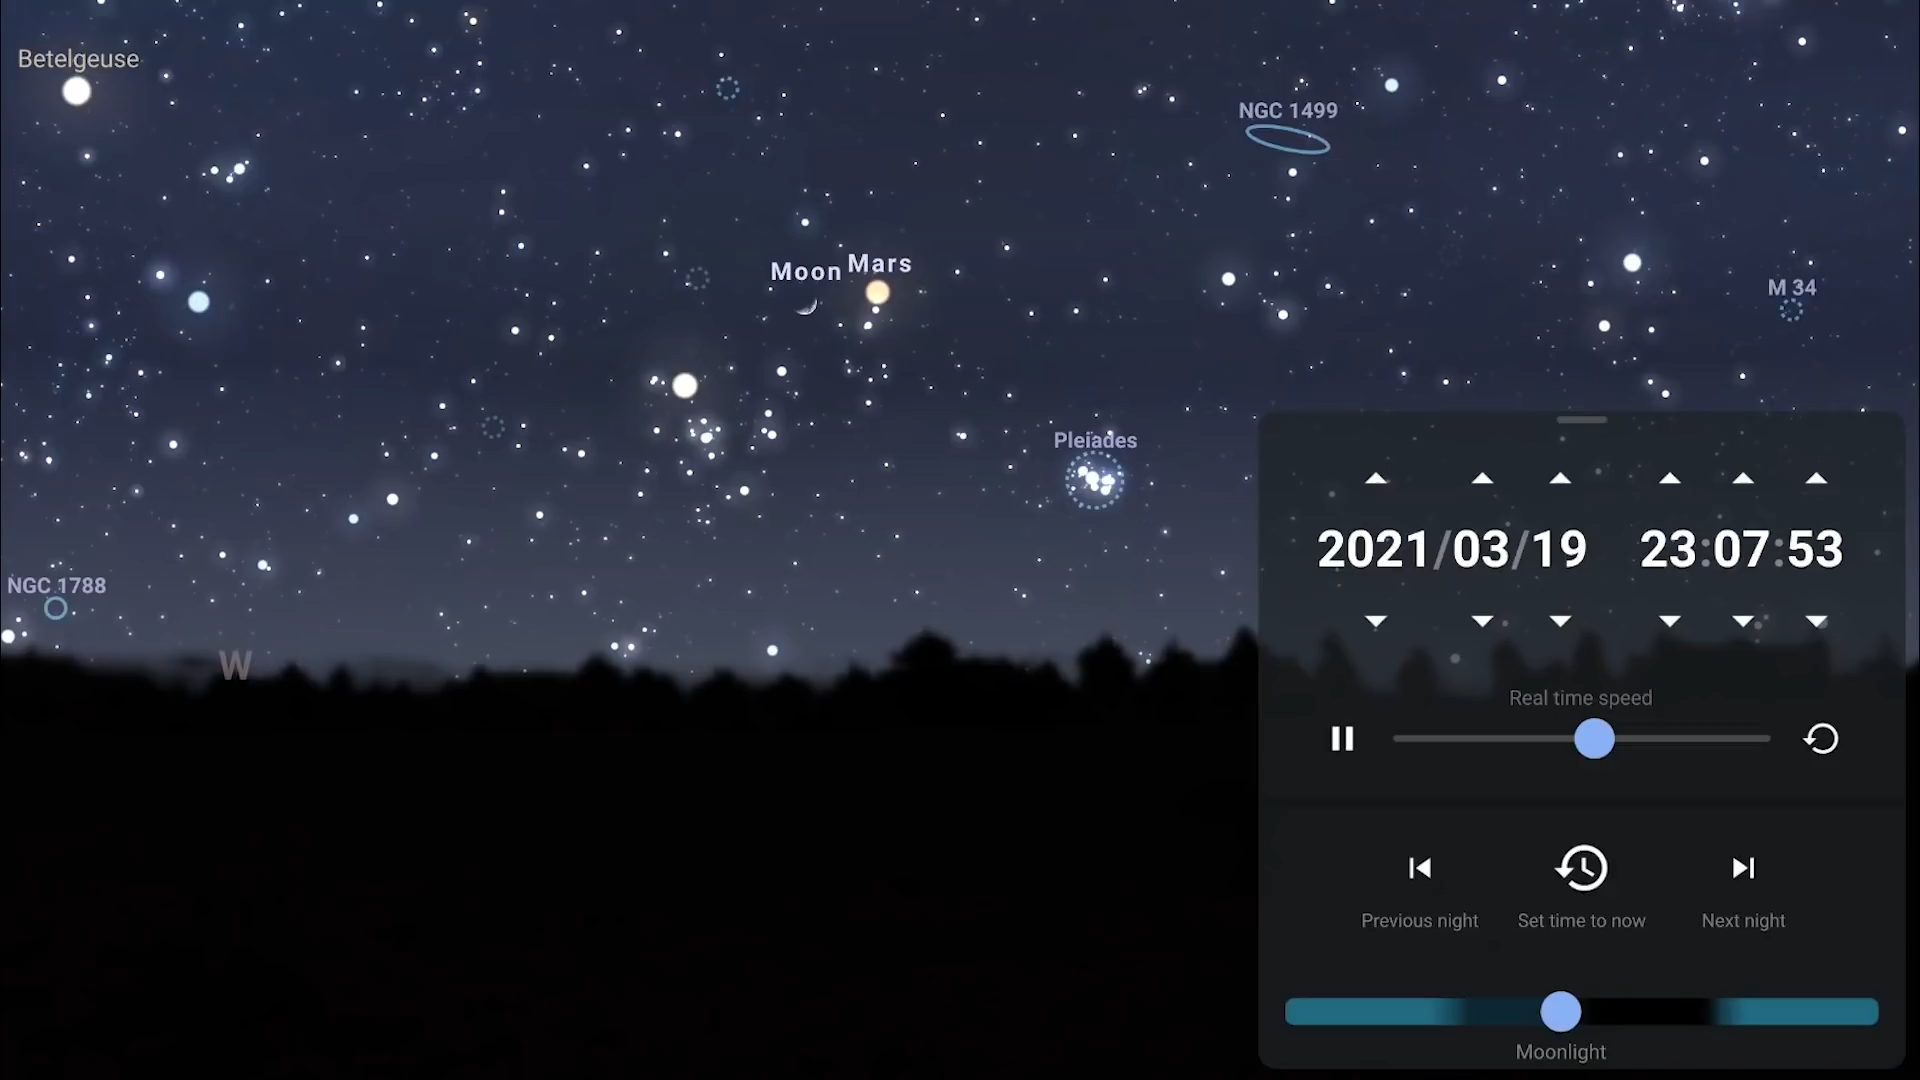 Betelgeuse
NGC 1499
Moon
Mars
M 34
Pleiades
NGC 1788
W
2021/03/19 23:07:53
Real time speed
Previous night
Set time to now
Next night
Moonlight